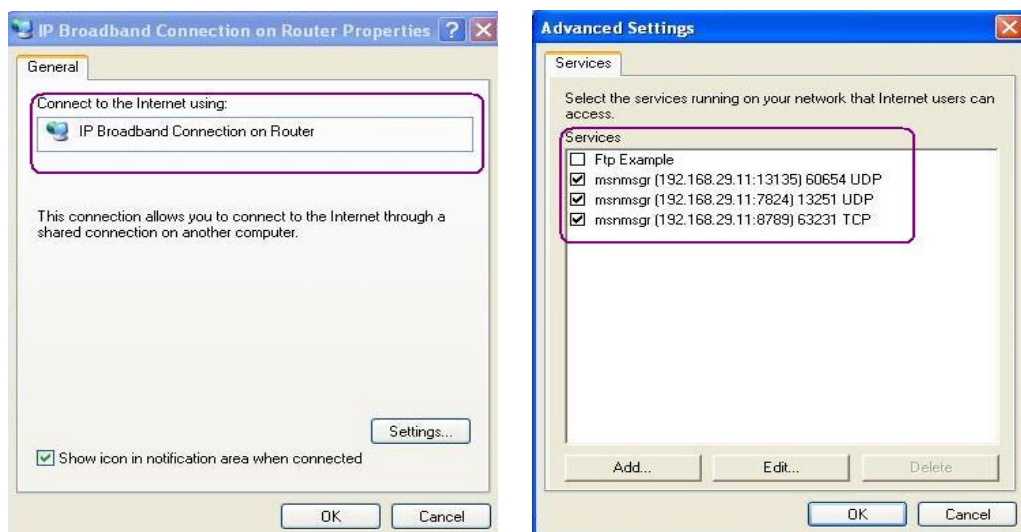 IP Broadband Connection on Router Properties
General
Connect to the Internet using:
IP Broadband Connection on Router
This connection allows you to connect to the Internet through a
shared connection on another computer.
Settings...
Show icon in notification area when connected
OK
Cancel
Advanced Settings
Services
Select the services running on your network that Internet users can
access.
Services
Ftp Example
msnmsgr (192.168.29.11:13135) 60654 UDP
msnmsgr (192.168.29.11:7824) 13251 UDP
msnmsgr (192.168.29.11:8789) 63231 TCP
Add...
Edit...
Delete
OK
Cancel